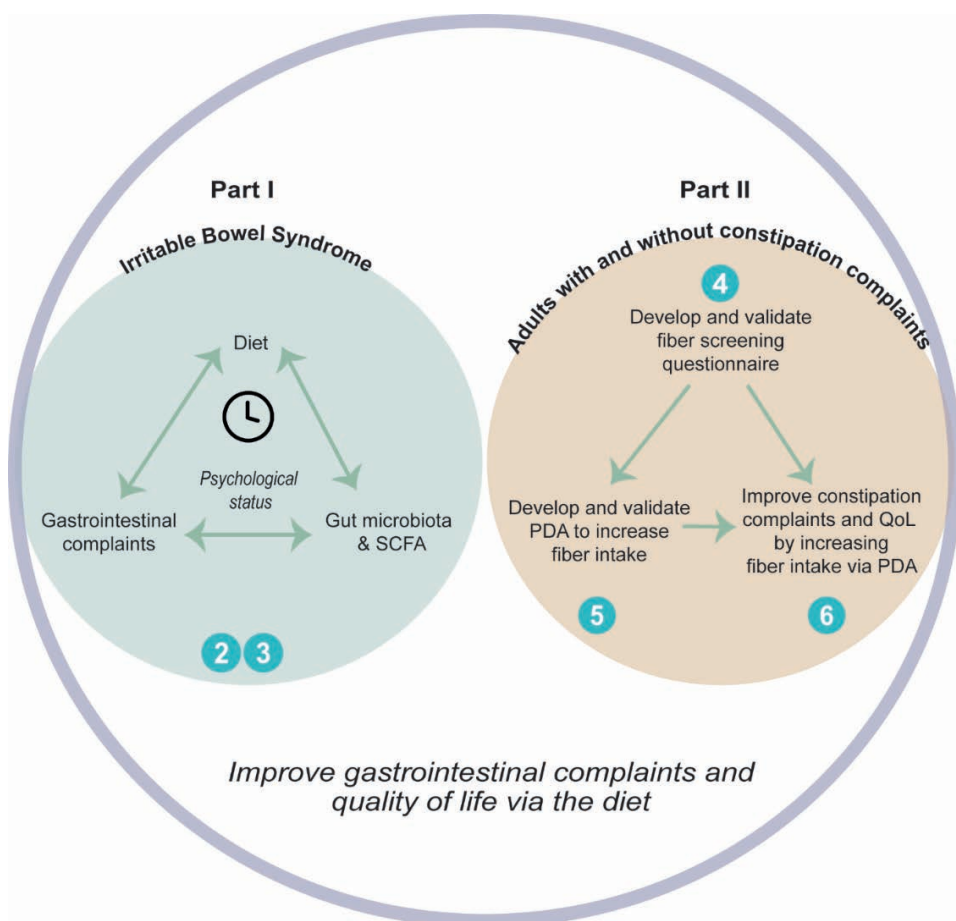 Part I
Irritable Bowel Syndrome
Diet
Psychological
status
Gastrointestinal
complaints
Gut microbiota
& SCFA
2 3
Part II
Adults with and without constipation complaints
4
Develop and validate
fiber screening
questionnaire
Develop and validate
PDA to increase
fiber intake
5
Improve constipation
complaints and QoL
by increasing
fiber intake via PDA
6
Improve gastrointestinal complaints and
quality of life via the diet